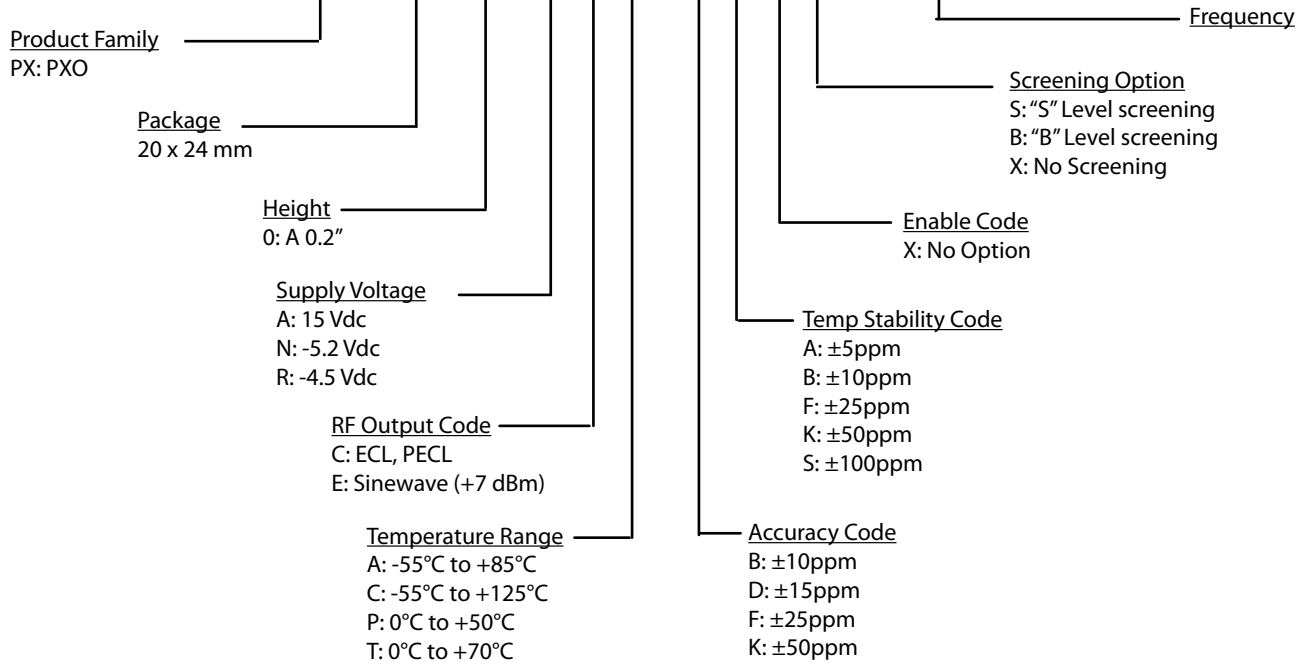 Frequency
Product Family
PX: PXO
Screening Option
S: “S” Level screening
B: “B” Level screening
X: No Screening
Package
20 x 24 mm
Height
0: A 0.2”
Enable Code
X: No Option
Supply Voltage
A: 15 Vdc
N: -5.2 Vdc
R: -4.5 Vdc
Temp Stability Code
A: ±5ppm
B: ±10ppm
F: ±25ppm
K: ±50ppm
S: ±100ppm
RF Output Code
C: ECL, PECL
E: Sinewave (+7 dBm)
Temperature Range
A: -55°C to +85°C
C: -55°C to +125°C
P: 0°C to +50°C
T: 0°C to +70°C
Accuracy Code
B: ±10ppm
D: ±15ppm
F: ±25ppm
K: ±50ppm